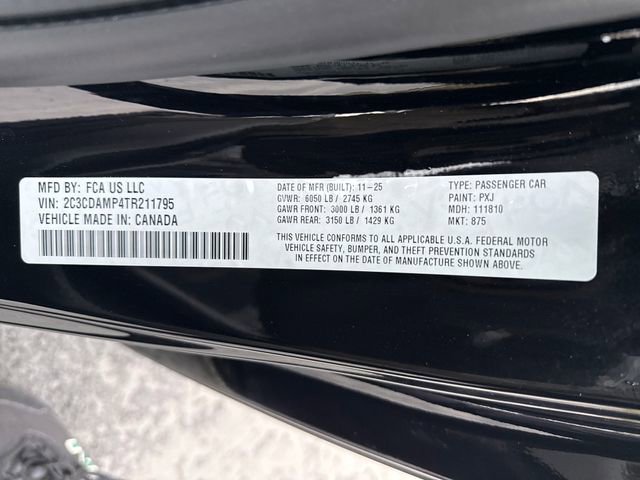 MFD BY: FCA US LLC
VIN: 2C3CDAMP4TR211795
VEHICLE MADE IN: CANADA
DATE OF MFR (BUILT): 11-25
GVWR: 6050 LB / 2745 KG
GAWR FRONT: 3000 LB / 1361 KG
GAWR REAR: 3150 LB / 1429 KG
TYPE: PASSENGER CAR
PAINT: PXJ
MDH: 111810
MKT: 875
THIS VEHICLE CONFORMS TO ALL APPLICABLE U.S.A. FEDERAL MOTOR
VEHICLE SAFETY, BUMPER, AND THEFT PREVENTION STANDARDS
IN EFFECT ON THE DATE OF MANUFACTURE SHOWN ABOVE.